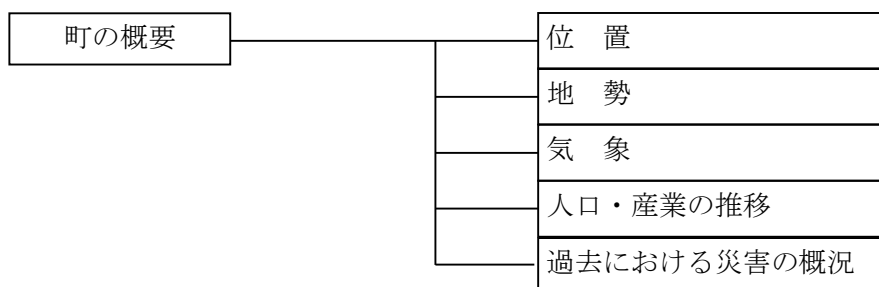 町の概要
位　置
地　勢
気　象
人口・産業の推移
過去における災害の概況